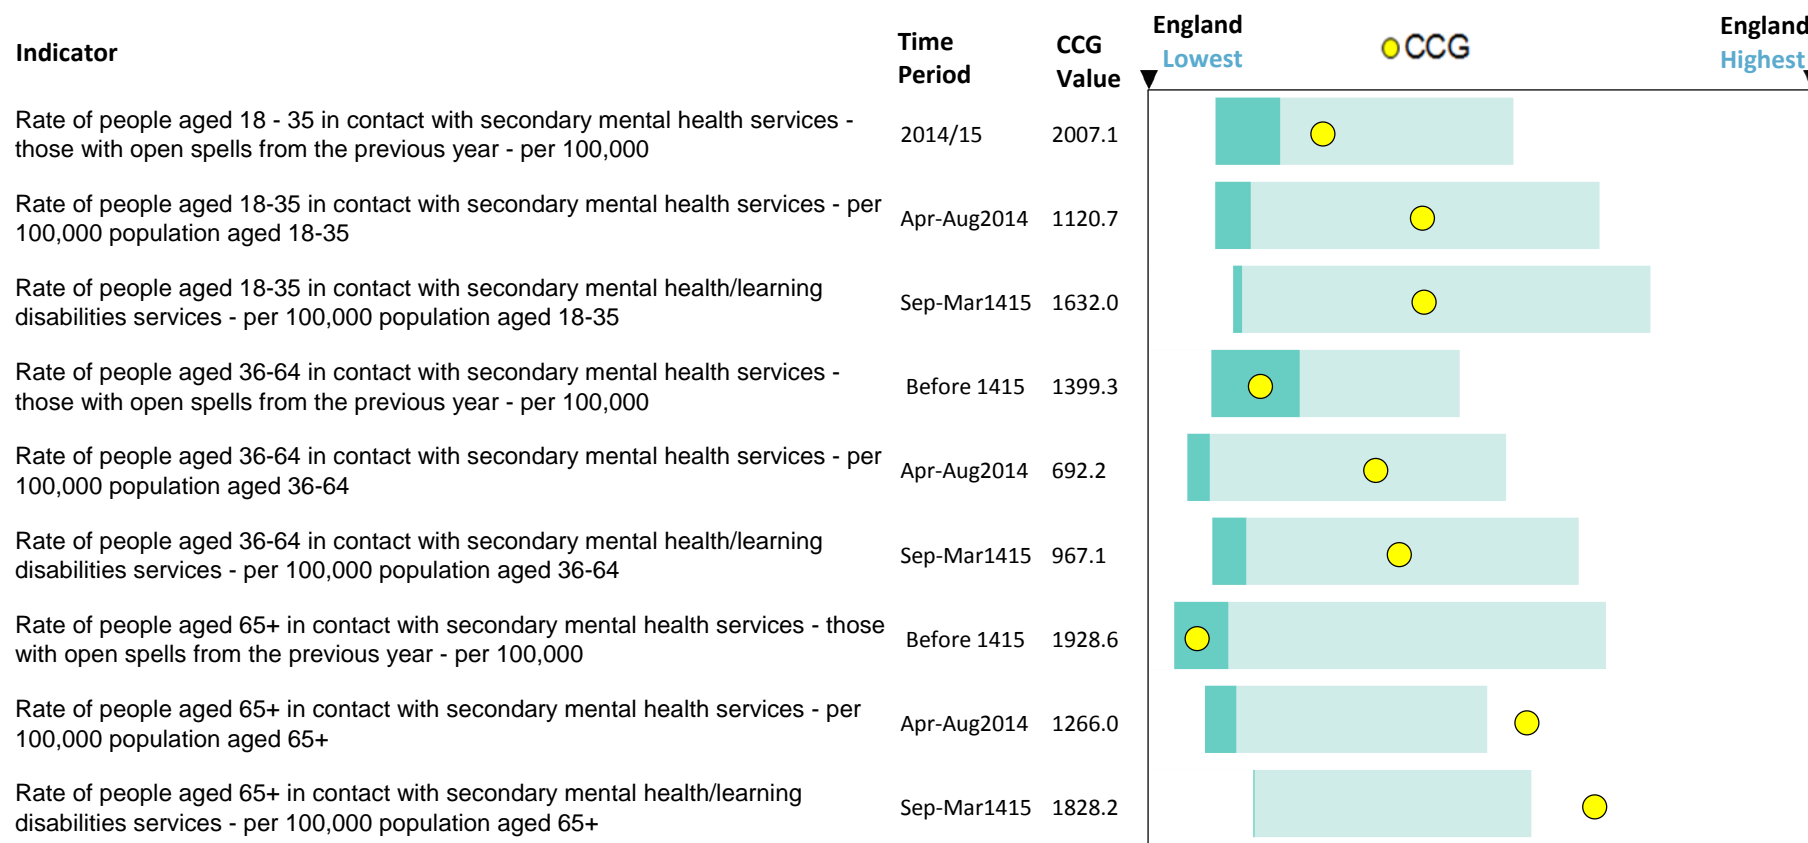 Indicator
Time
Period
CCG
Value
England
Lowest
CCG
England
Highest
Rate of people aged 18 - 35 in contact with secondary mental health services -
those with open spells from the previous year - per 100,000
2014/15
2007.1
Rate of people aged 18-35 in contact with secondary mental health services - per
100,000 population aged 18-35
Apr-Aug2014
1120.7
Rate of people aged 18-35 in contact with secondary mental health/learning
disabilities services - per 100,000 population aged 18-35
Sep-Mar1415
1632.0
Rate of people aged 36-64 in contact with secondary mental health services -
those with open spells from the previous year - per 100,000
Before 1415
1399.3
Rate of people aged 36-64 in contact with secondary mental health services - per
100,000 population aged 36-64
Apr-Aug2014
692.2
Rate of people aged 36-64 in contact with secondary mental health/learning
disabilities services - per 100,000 population aged 36-64
Sep-Mar1415
967.1
Rate of people aged 65+ in contact with secondary mental health services - those
with open spells from the previous year - per 100,000
Before 1415
1928.6
Rate of people aged 65+ in contact with secondary mental health services - per
100,000 population aged 65+
Apr-Aug2014
1266.0
Rate of people aged 65+ in contact with secondary mental health/learning
disabilities services - per 100,000 population aged 65+
Sep-Mar1415
1828.2